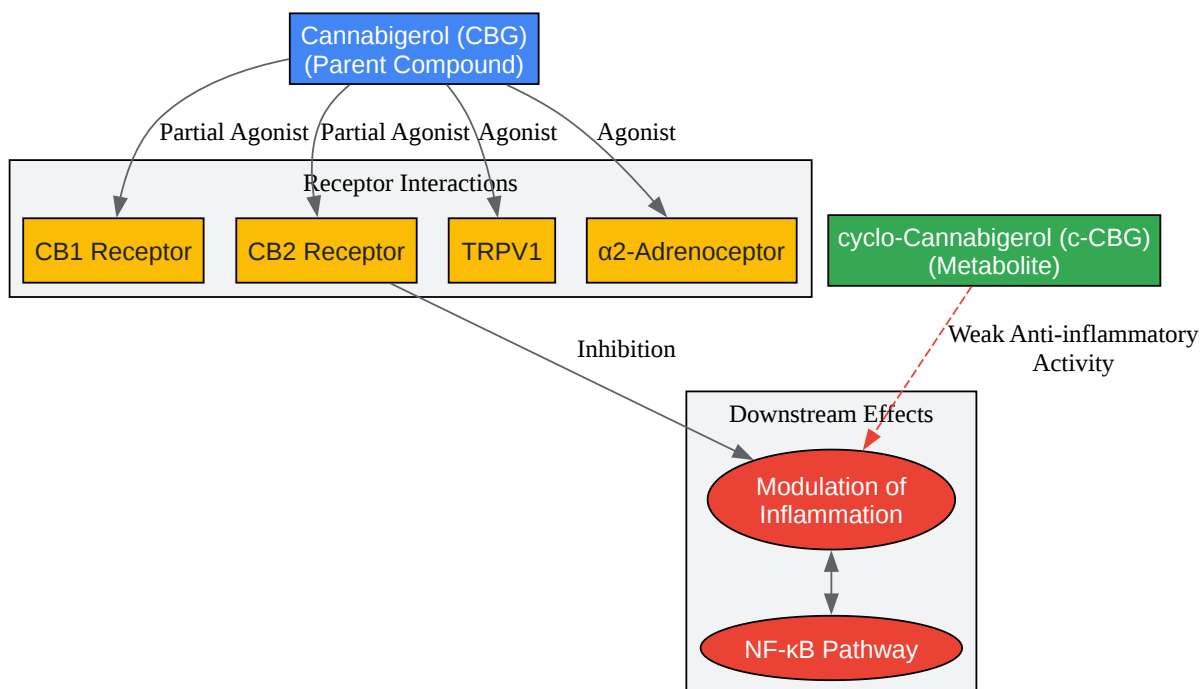 Cannabigerol (CBG)
(Parent Compound)
Partial Agonist
Partial Agonist
Agonist
Agonist
Receptor Interactions
CB1 Receptor
CB2 Receptor
TRPV1
α2-Adrenoceptor
cyclo-Cannabigerol (c-CBG)
(Metabolite)
Inhibition
Weak Anti-inflammatory
Activity
Downstream Effects
Modulation of
Inflammation
NF-κB Pathway